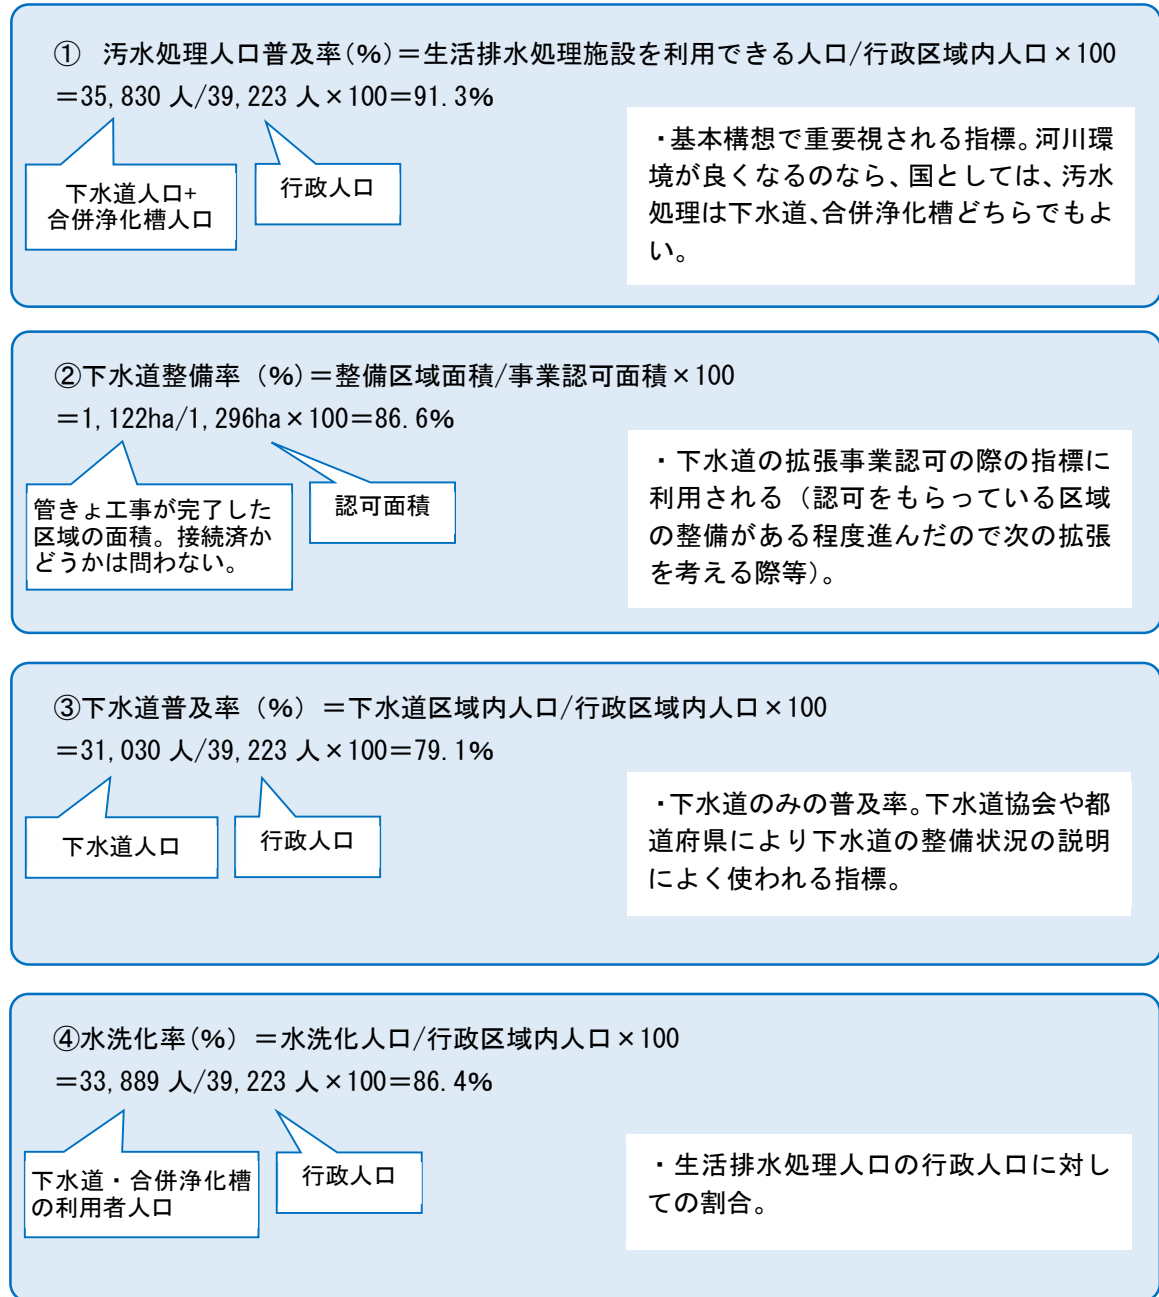 ① 汚水処理人口普及率(%)＝生活排水処理施設を利用できる人口/行政区域内人口×100
＝35,830 人/39,223 人×100＝91.3%
下水道人口+
合併浄化槽人口
行政人口
・基本構想で重要視される指標。河川環
境が良くなるのなら、国としては、汚水
処理は下水道、合併浄化槽どちらでもよ
い。
②下水道整備率（%)＝整備区域面積/事業認可面積×100
＝1,122ha/1,296ha×100＝86.6%
管きょ工事が完了した
区域の面積。接続済か
どうかは問わない。
認可面積
・下水道の拡張事業認可の際の指標に
利用される（認可をもらっている区域
の整備がある程度進んだので次の拡張
を考える際等)。
③下水道普及率（%）＝下水道区域内人口/行政区域内人口×100
＝31,030 人/39,223 人×100＝79.1%
下水道人口
行政人口
・下水道のみの普及率。下水道協会や都
道府県により下水道の整備状況の説明
によく使われる指標。
④水洗化率(%）＝水洗化人口/行政区域内人口×100
＝33,889 人/39,223 人×100＝86.4%
下水道・合併浄化槽
の利用者人口
行政人口
・生活排水処理人口の行政人口に対し
ての割合。